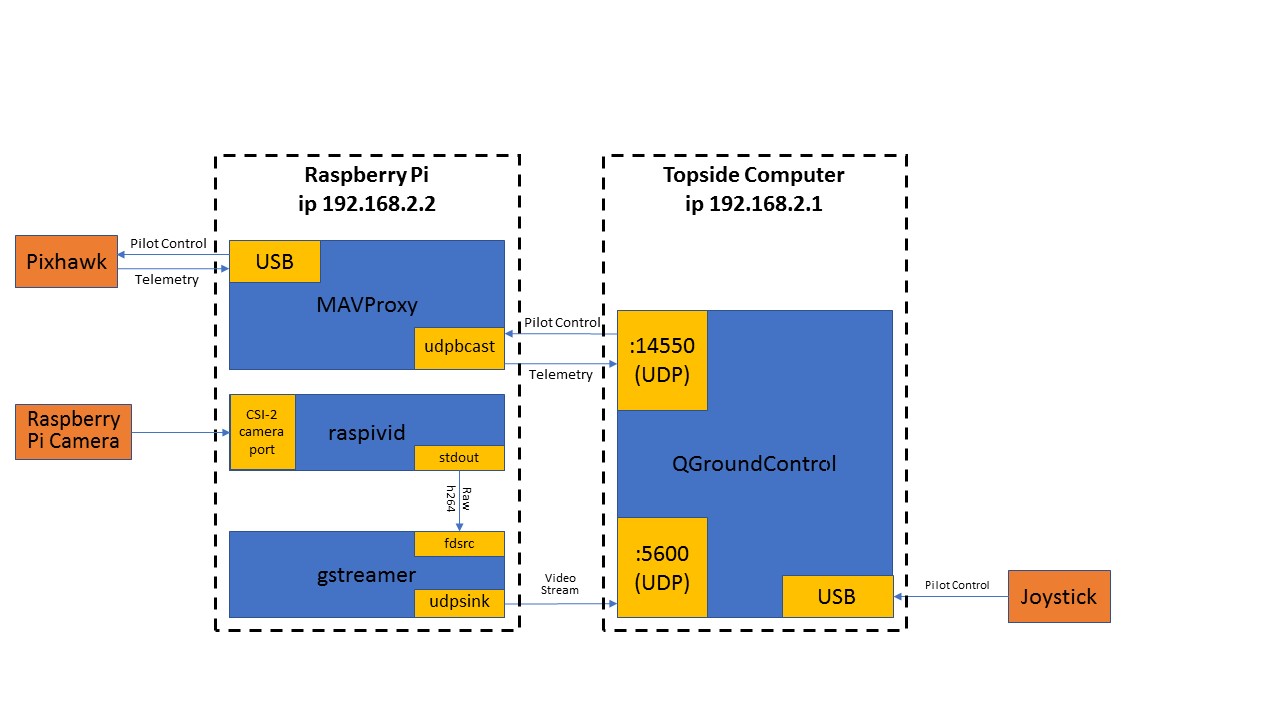 Raspberry Pi
ip 192.168.2.2
Topside Computer
ip 192.168.2.1
Pixhawk
Pilot Control
Telemetry
USB
MAVProxy
udpbcast
Pilot Control
Telemetry
:14550
(UDP)
Raspberry
Pi Camera
CSI-2
camera
port
raspivid
stdout
Raw
h264
QGroundControl
fdsrc
gstreamer
udpsink
Video
Stream
:5600
(UDP)
USB
Pilot Control
Joystick